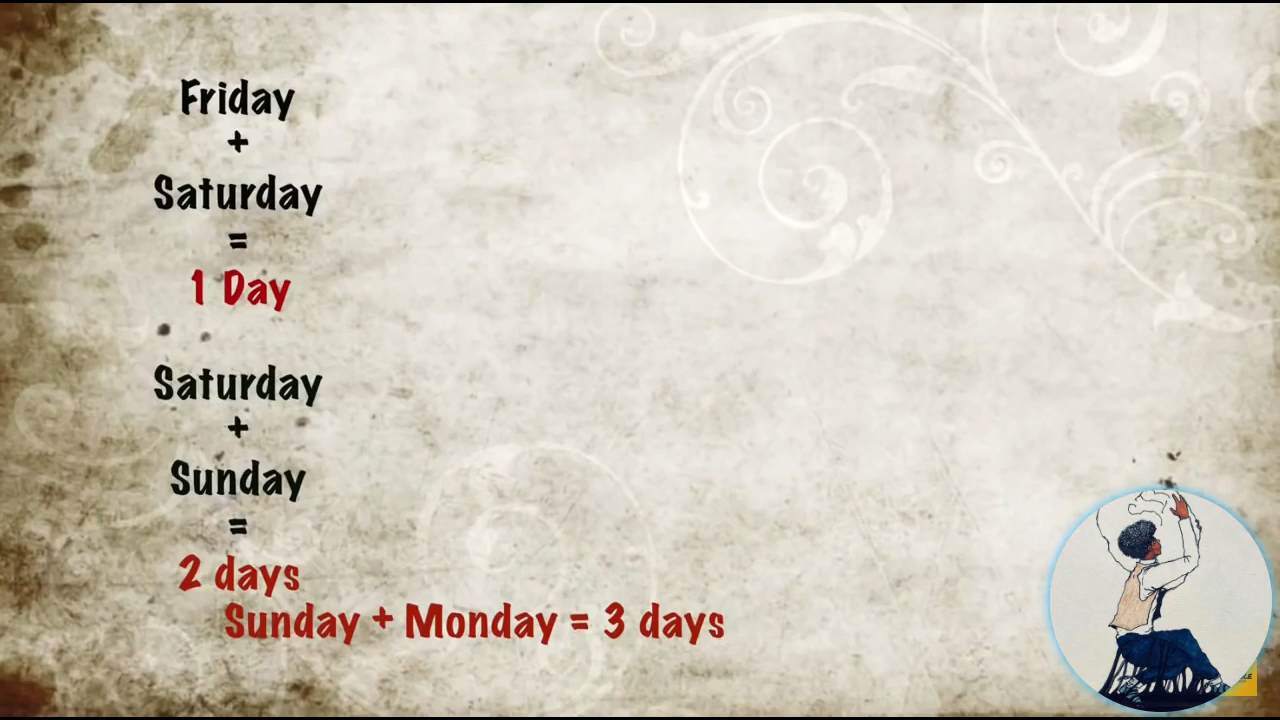 Friday
+
Saturday
=
1 Day
Saturday
+
Sunday
=
2 days
Sunday + Monday = 3 days